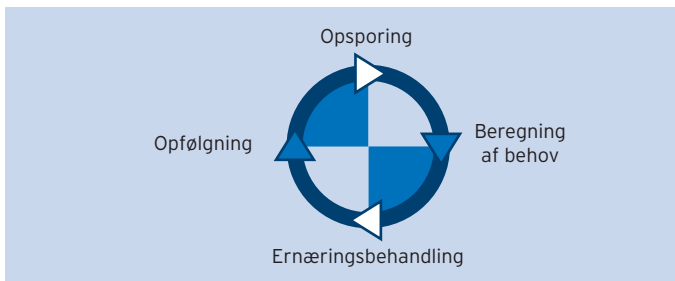 Opsporing
Opfølgning
Beregning
af behov
Ernæringsbehandling